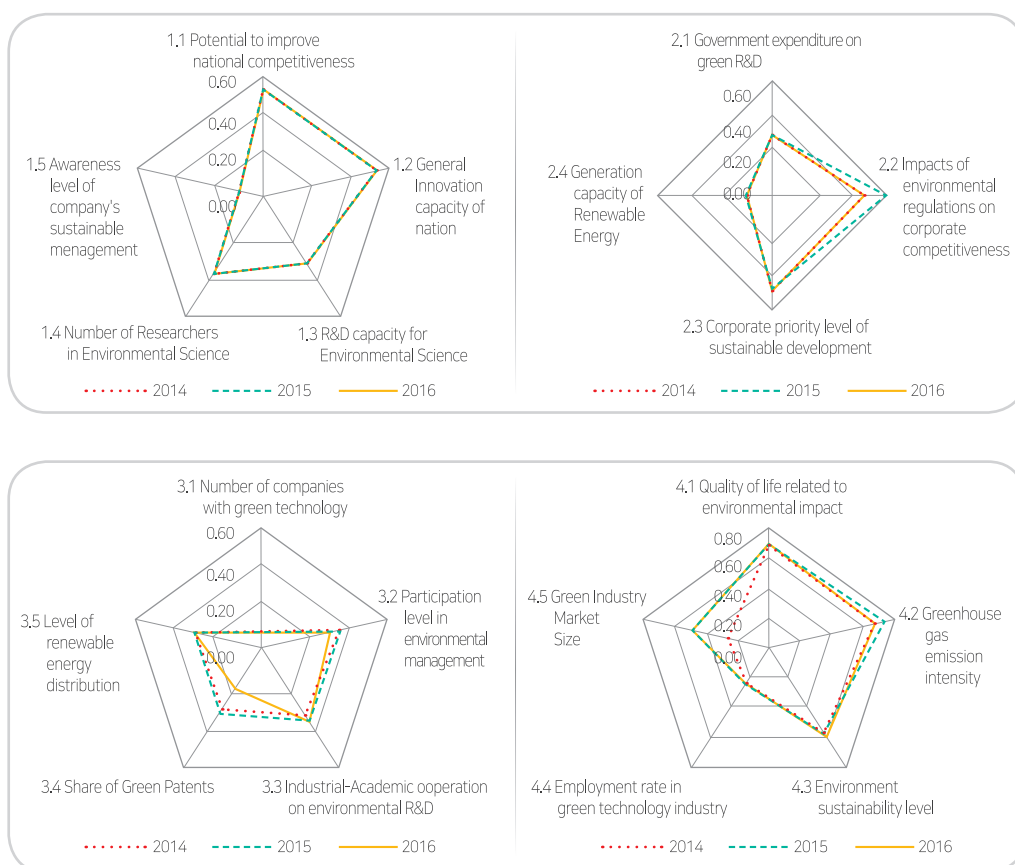 1.1 Potential to improve
national competitiveness
0.60
0.40
0.20
0.00
1.5 Awareness
level of
company's
sustainable
menagement
1.2 General
Innovation
capacity of
nation
1.4 Number of Researchers
in Environmental Science
1.3 R&D capacity for
Environmental Science
2014
2015
2016
2.1 Government expenditure on
green R&D
0.60
0.40
0.20
0.00
2.4 Generation
capacity of
Renewable
Energy
2.2 Impacts of
environmental
regulations on
corporate
competitiveness
2.3 Corporate priority level of
sustainable development
2014
2015
2016
3.1 Number of companies
with green technology
0.60
0.40
0.20
0.00
3.5 Level of
renewable
energy
distribution
3.2 Participation
level in
environmental
management
3.4 Share of Green Patents
3.3 Industrial-Academic ooperation
on environmental R&D
2014
2015
2016
4.1 Quality of life related to
environmental impact
0.80
0.60
0.40
0.20
0.00
4.5 Green Industry
Market
Size
4.2 Greenhouse
gas
emission
intensity
4.4 Employment rate in
green technology industry
4.3 Environment
sustainability level
2014
2015
2016